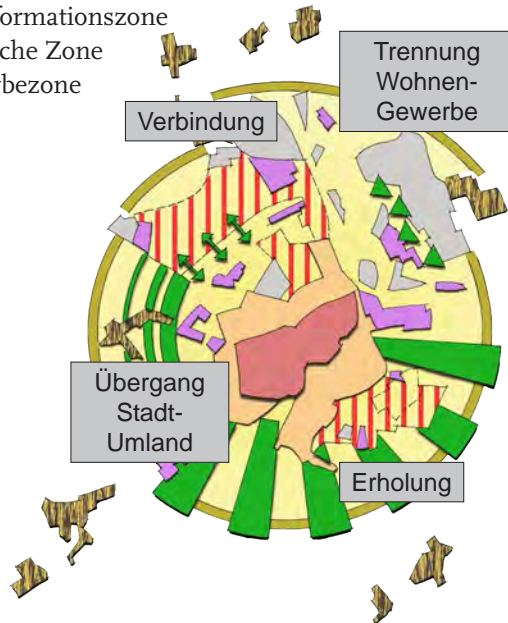 formationszone
che Zone
bezone
Verbindung
Trennung
Wohnen-
Gewerbe
Übergang
Stadt-
Umland
Erholung